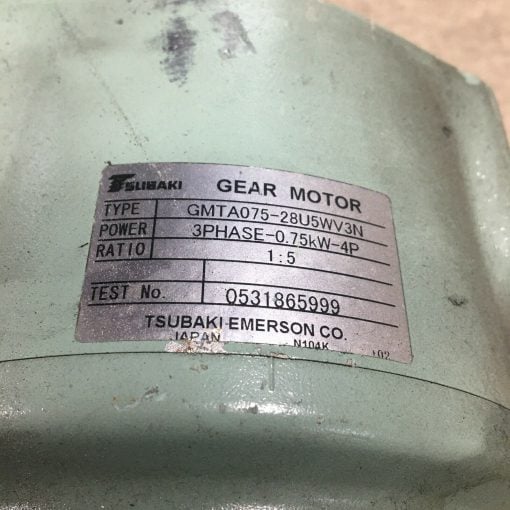 TSUBAKI GEAR MOTOR
TYPE GMTA075-28U5WV3N
POWER 3PHASE-0.75kW-4P
RATIO 1:5
TEST No. 0531865999
TSUBAKI EMERSON CO.
JAPAN N104K 102